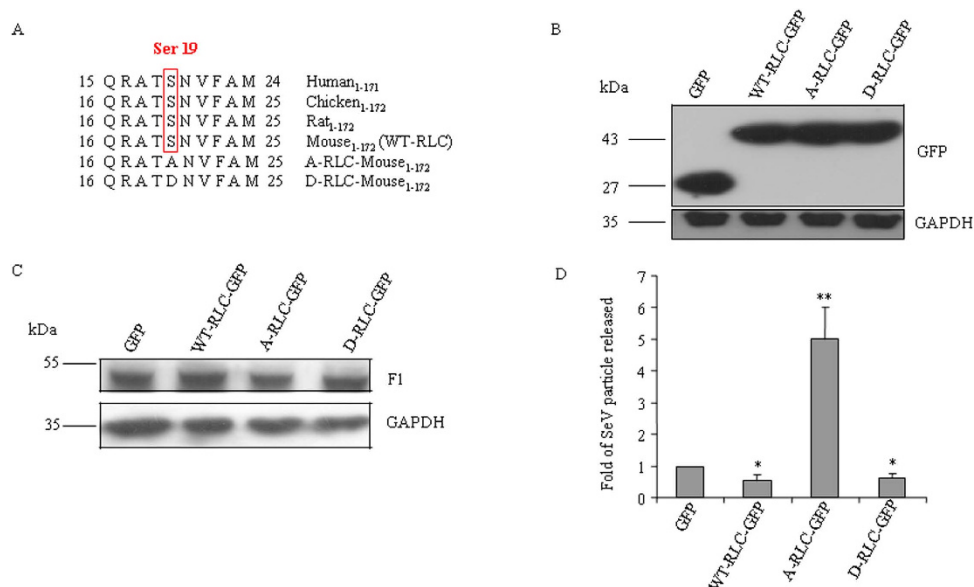 A
Ser 19
15 Q R A T S N V F A M 24 Human1-171
16 Q R A T S N V F A M 25 Chicken1-172
16 Q R A T S N V F A M 25 Rat1-172
16 Q R A T S N V F A M 25 Mouse1-172 (WT-RLC)
16 Q R A T A N V F A M 25 A-RLC-Mouse1-172
16 Q R A T D N V F A M 25 D-RLC-Mouse1-172
B
GFP WT-RLC-GFP A-RLC-GFP D-RLC-GFP
kDa
43
27
35
GFP
GAPDH
C
GFP WT-RLC-GFP A-RLC-GFP D-RLC-GFP
kDa
55
35
F1
GAPDH
D
Fold of SeV particle released
7
6
5
4
3
2
1
0
*
**
*
GFP WT-RLC-GFP A-RLC-GFP D-RLC-GFP